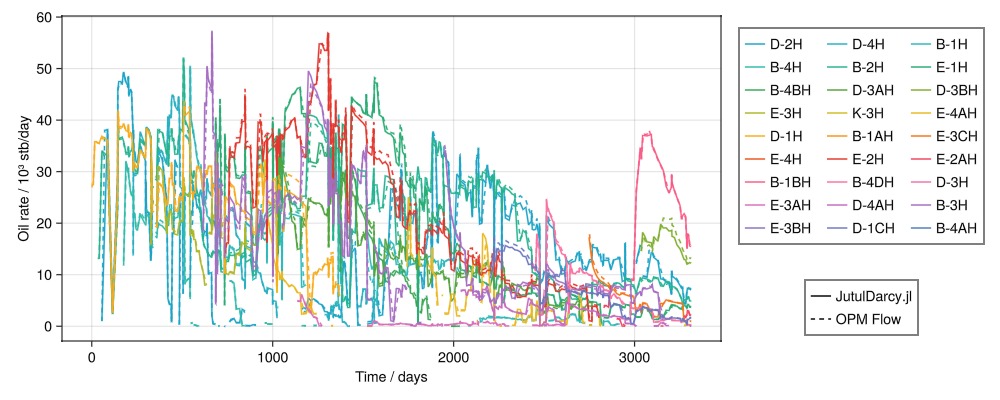 60
50
40
30
20
10
0
Oil rate / 10³ stb/day
0 1000 2000 3000
Time / days
D-2H D-4H B-1H
B-4H B-2H E-1H
B-4BH D-3AH D-3BH
E-3H K-3H E-4AH
D-1H B-1AH E-3CH
E-4H E-2H E-2AH
B-1BH B-4DH D-3H
E-3AH D-4AH B-3H
E-3BH D-1CH B-4AH
JutulDarcy.jl
OPM Flow